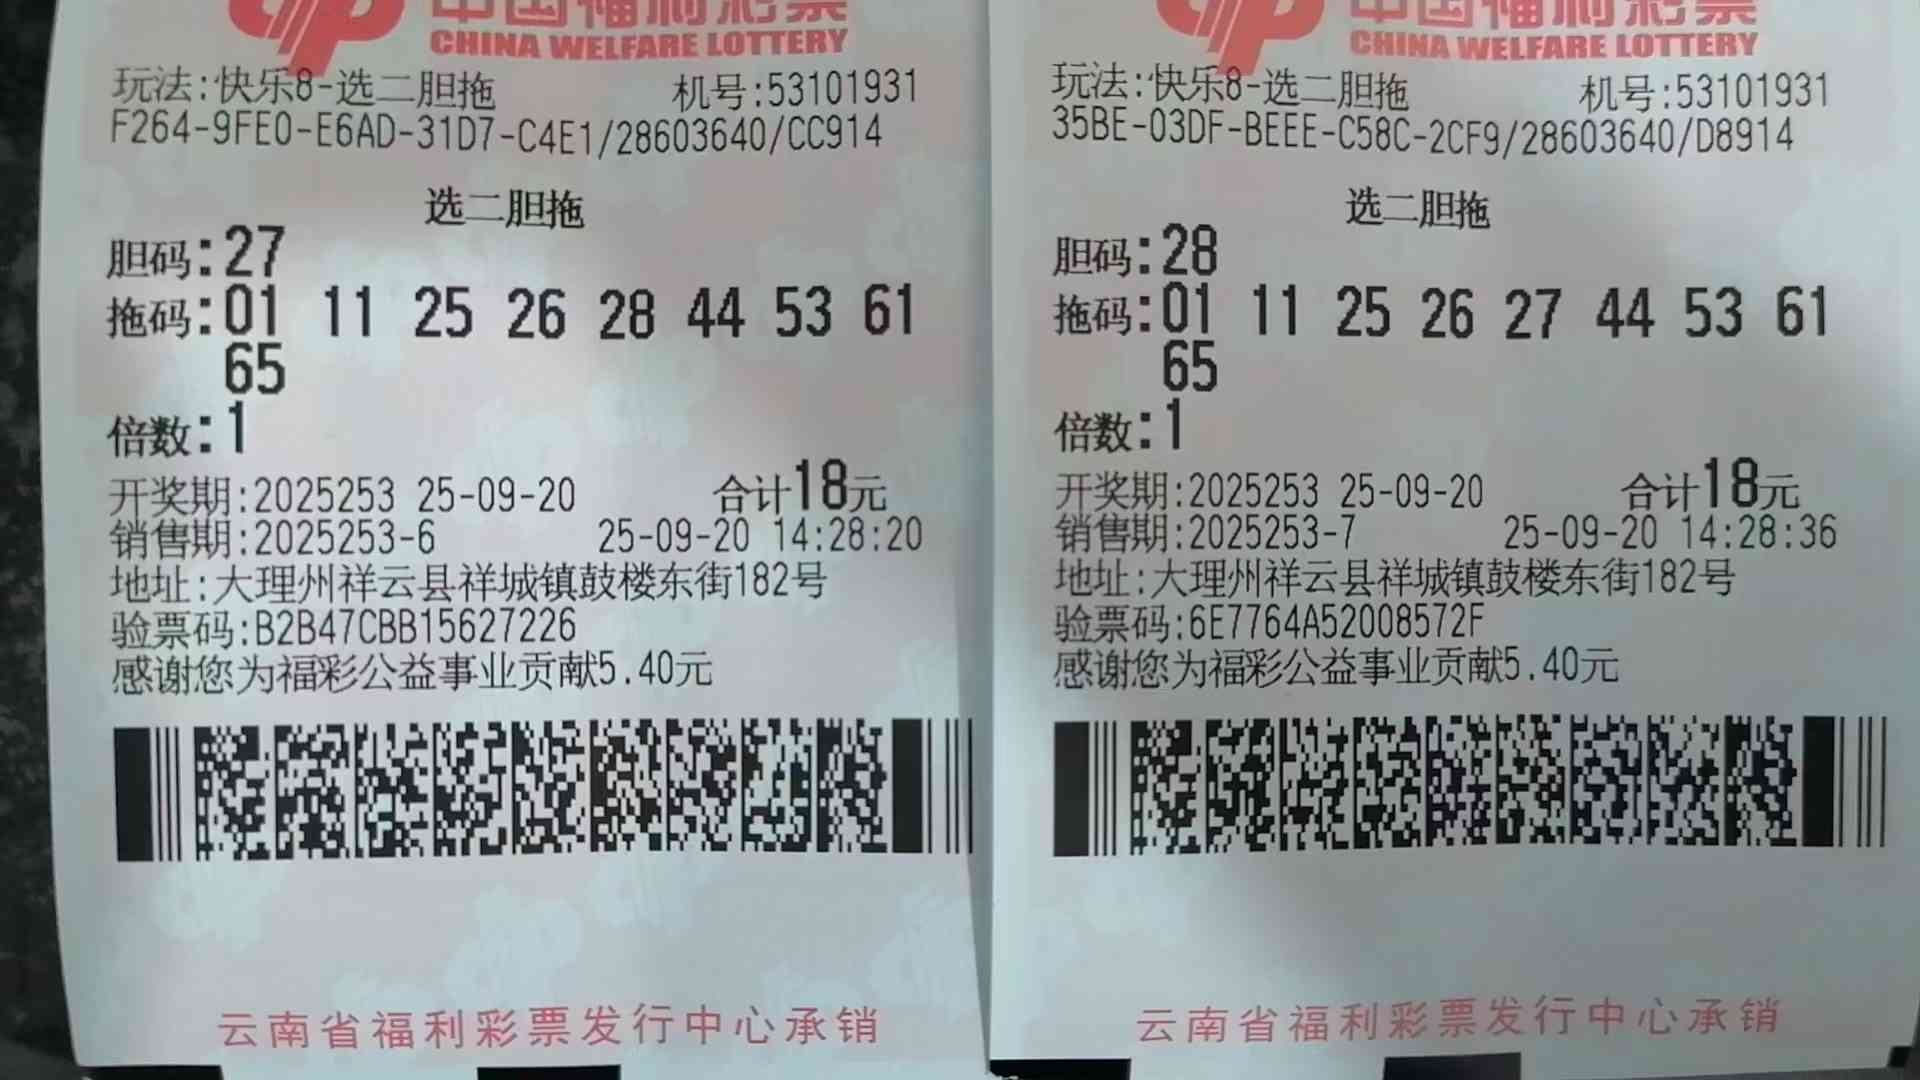 中国福利彩票
CHINA WELFARE LOTTERY
玩法:快乐8-选二胆拖 机号:53101931
F264-9FE0-E6AD-31D7-C4E1/28603640/CC914
选二胆拖
胆码:27
拖码:01 11 25 26 28 44 53 61
65
倍数:1
开奖期:2025253 25-09-20 合计18元
销售期:2025253-6 25-09-20 14:28:20
地址:大理州祥云县祥城镇鼓楼东街182号
验票码:B2B47CBB15627226
感谢您为福彩公益事业贡献5.40元
云南省福利彩票发行中心承销
中国福利彩票
CHINA WELFARE LOTTERY
玩法:快乐8-选二胆拖 机号:53101931
35BE-03DF-BEEE-C58C-2CF9/28603640/D8914
选二胆拖
胆码:28
拖码:01 11 25 26 27 44 53 61
65
倍数:1
开奖期:2025253 25-09-20 合计18元
销售期:2025253-7 25-09-20 14:28:36
地址:大理州祥云县祥城镇鼓楼东街182号
验票码:6E7764A52008572F
感谢您为福彩公益事业贡献5.40元
云南省福利彩票发行中心承销